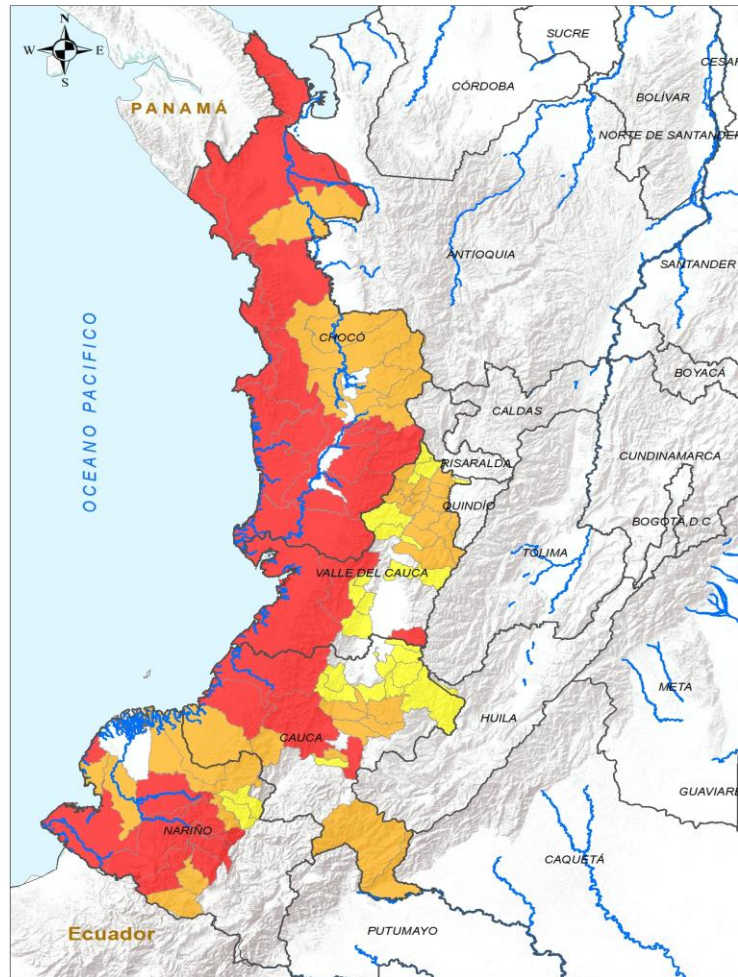 N
W E
S
SUCRE
CESAR
CÓRDOBA
BOLÍVAR
PANAMÁ
NORTE DE SANTANDER
ANTIOQUIA
SANTANDER
OCEANO PACIFICO
CHOCÓ
BOYACÁ
CALDAS
CUNDINAMARCA
RISARALDA
QUINDÍO
BOGOTÁ, D.C
TOLIMA
VALLE DEL CAUCA
META
HUILA
CAUCA
GUAVIARE
NARIÑO
CAQUETÁ
PUTUMAYO
Ecuador